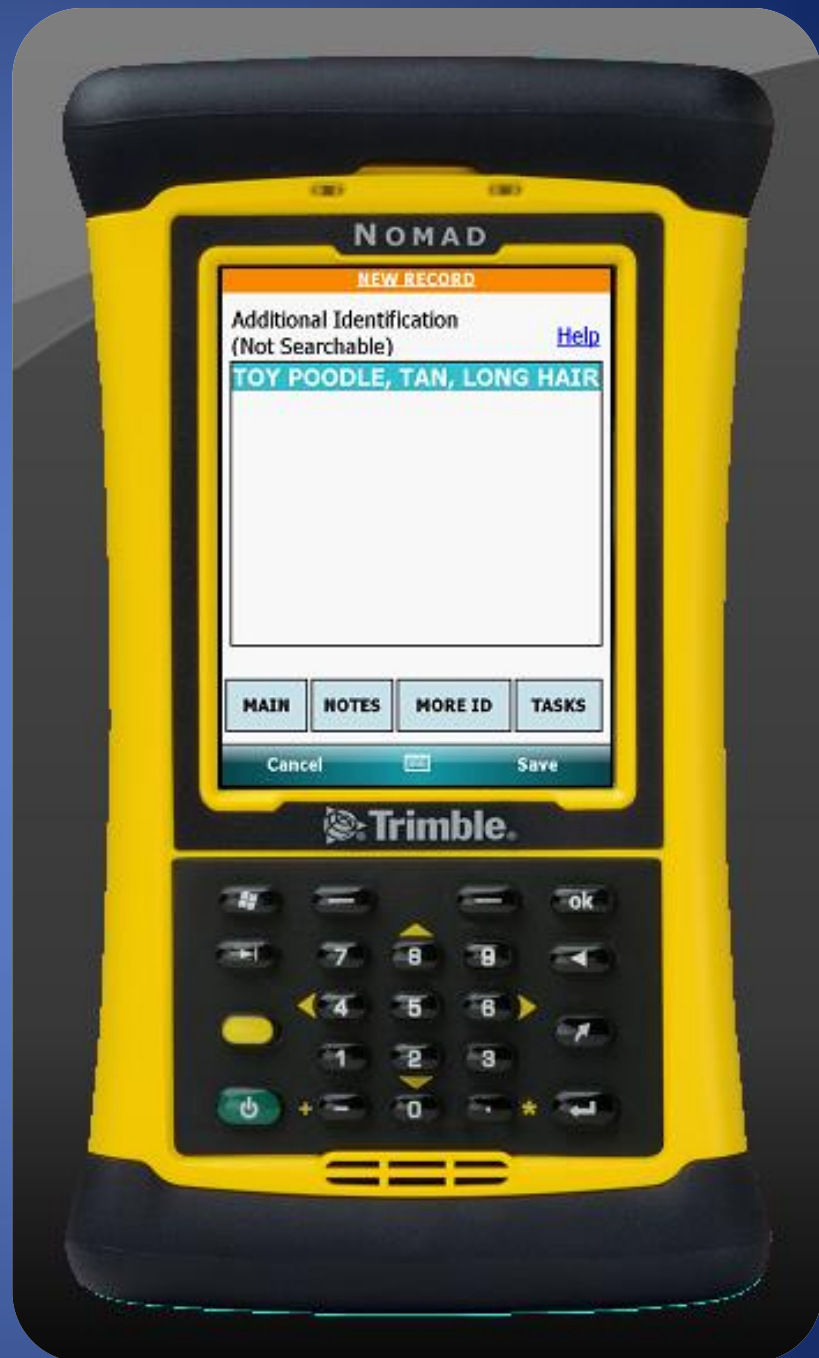 NOMAD
NEW RECORD
Additional Identification
(Not Searchable)
Help
TOY POODLE, TAN, LONG HAIR
MAIN NOTES MORE ID TASKS
Cancel Save
Trimble.
ok
7 8 9
4 5 6
1 2 3
+ - 0 . *